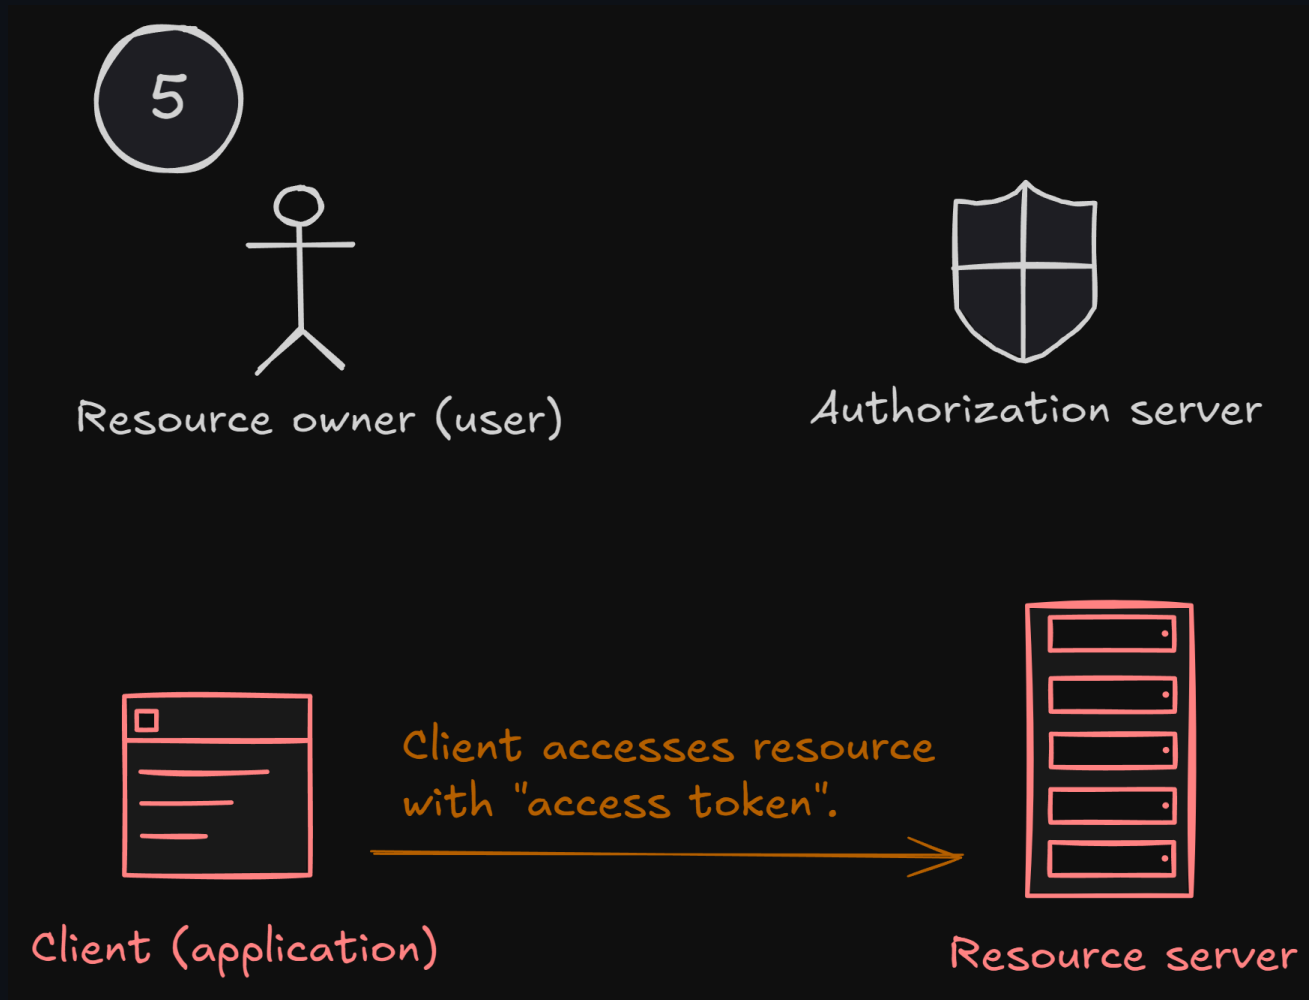 5
Resource owner (user)
Authorization server
Client accesses resource
with "access token".
Client (application)
Resource server